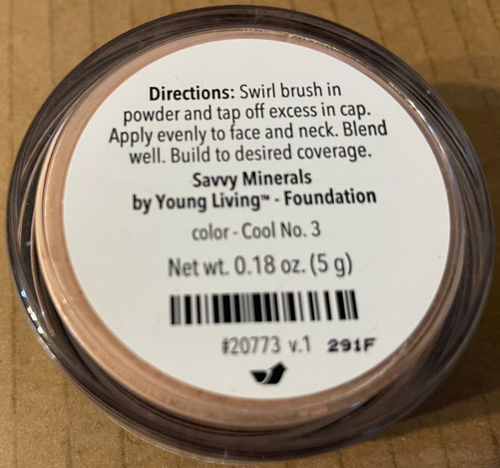 Directions: Swirl brush in
powder and tap off excess in cap.
Apply evenly to face and neck. Blend
well. Build to desired coverage.
Savvy Minerals
by Young Living™ - Foundation
color - Cool No. 3
Net wt. 0.18 oz. (5 g)
#20773 v.1 291F